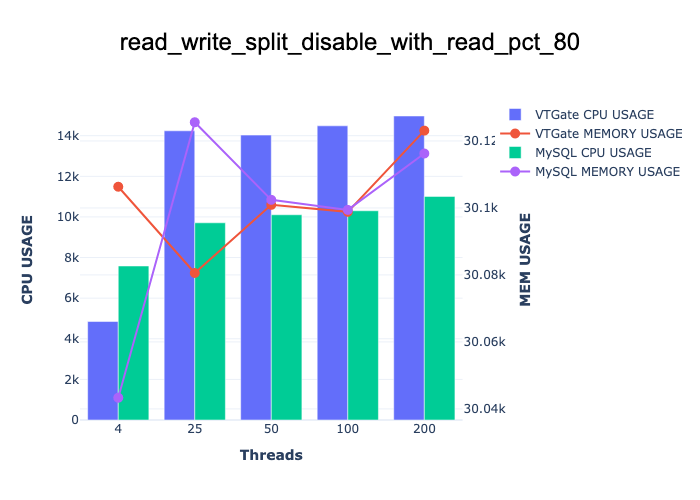 read_write_split_disable_with_read_pct_80
VTGate CPU USAGE
VTGate MEMORY USAGE
MySQL CPU USAGE
MySQL MEMORY USAGE
14k
12k
10k
8k
6k
4k
2k
0
CPU USAGE
30.12
30.1k
30.08k
30.06k
30.04k
MEM USAGE
4 25 50 100 200
Threads